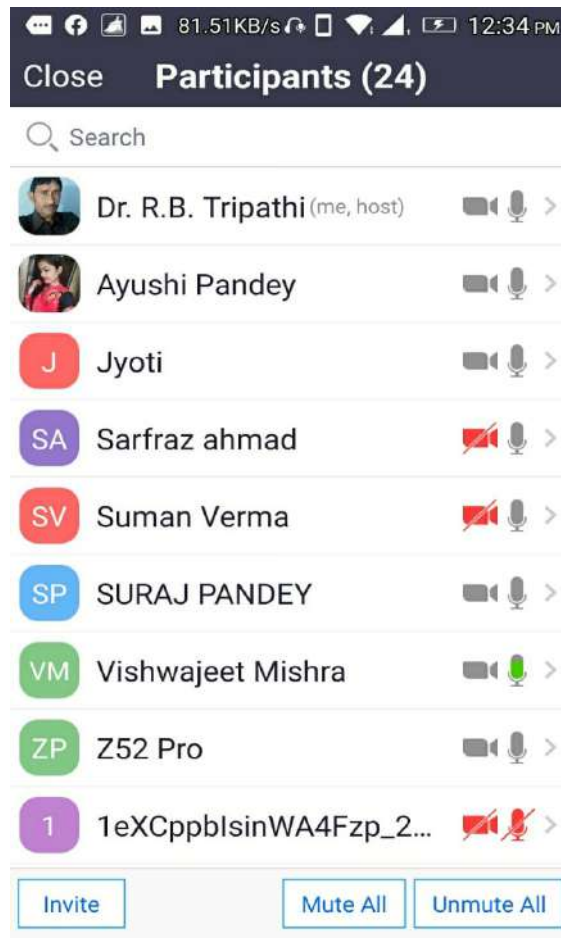 81.51KB/s 12:34 PM
Close Participants (24)
Search
Dr. R.B. Tripathi (me, host)
Ayushi Pandey
J Jyoti
SA Sarfraz ahmad
SV Suman Verma
SP SURAJ PANDEY
VM Vishwajeet Mishra
ZP Z52 Pro
1 1eXCppblsinWA4Fzp_2...
Invite Mute All Unmute All